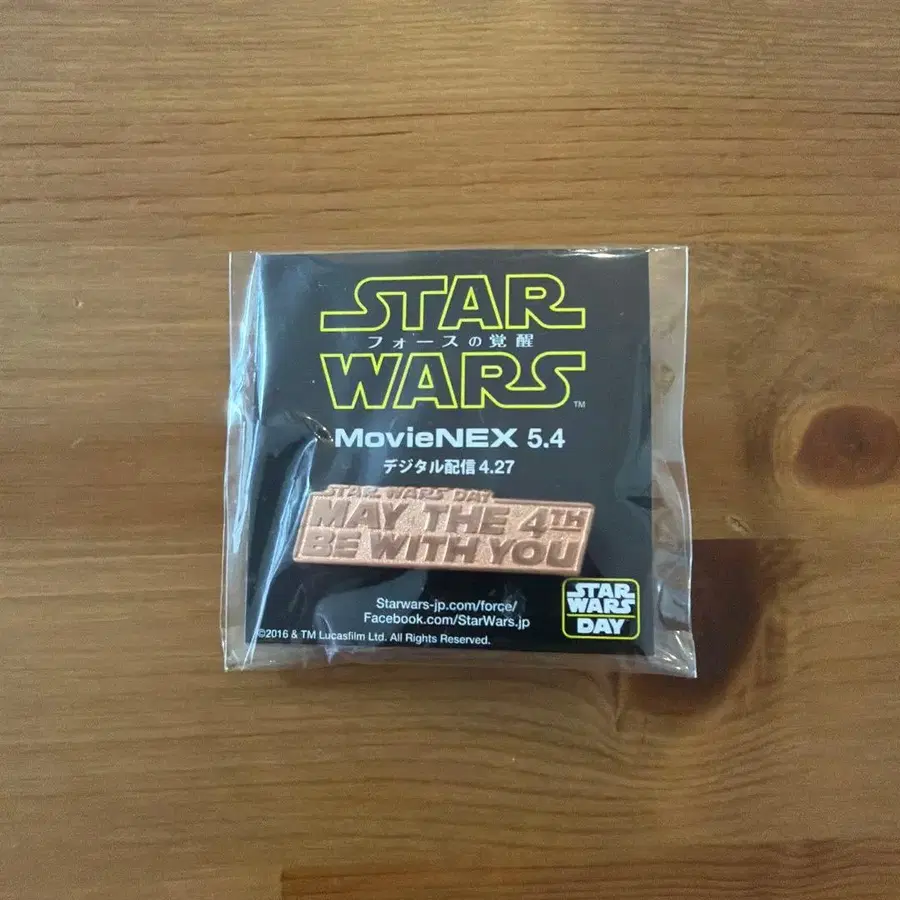 STAR
フォースの覚醒
WARS
TM
MovieNEX 5.4
デジタル配信 4.27
STAR WARS DAY
MAY THE 4TH
BE WITH YOU
Starwars-jp.com/force/
Facebook.com/StarWars.jp
©2016 & TM Lucasfilm Ltd. All Rights Reserved.
STAR
WARS
DAY